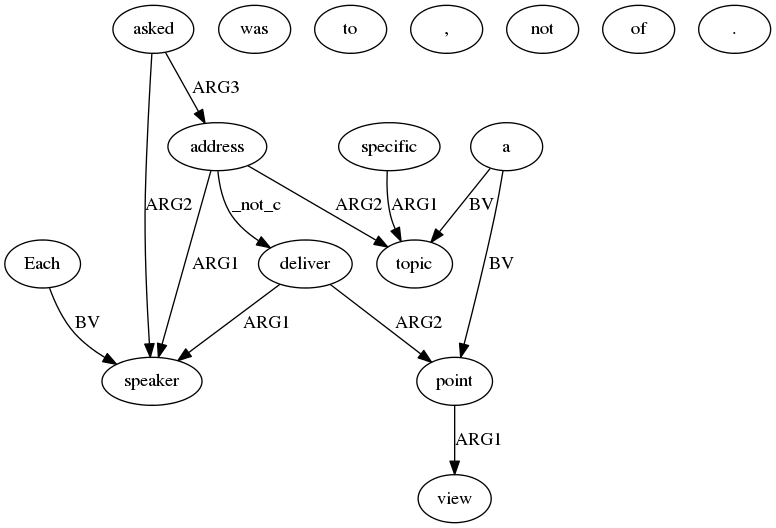 asked was to , not of .
ARG3
address specific a
ARG2 _not_c ARG2 ARG1 BV
Each ARG1 deliver topic BV
BV ARG1 ARG2
speaker point
ARG1
view